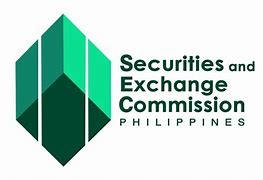 Securities and
Exchange
Commission
PHILIPPINES